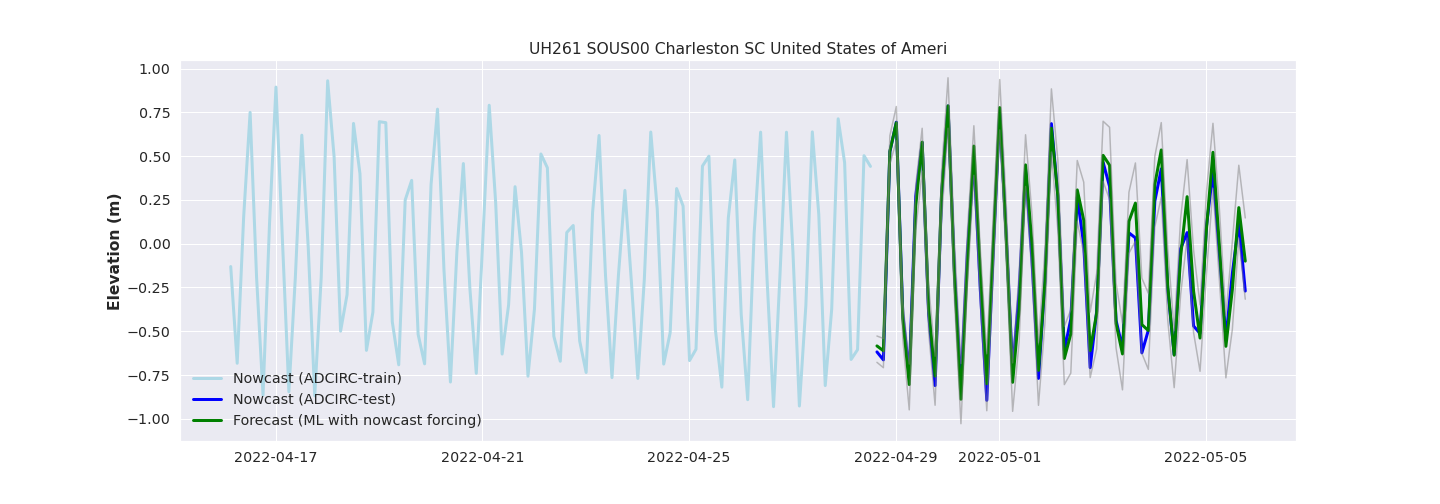 UH261 SOUS00 Charleston SC United States of Ameri
1.00
0.75
0.50
0.25
0.00
−0.25
−0.50
−0.75
−1.00
Elevation (m)
Nowcast (ADCIRC-train)
Nowcast (ADCIRC-test)
Forecast (ML with nowcast forcing)
2022-04-17 2022-04-21 2022-04-25 2022-04-29 2022-05-01 2022-05-05